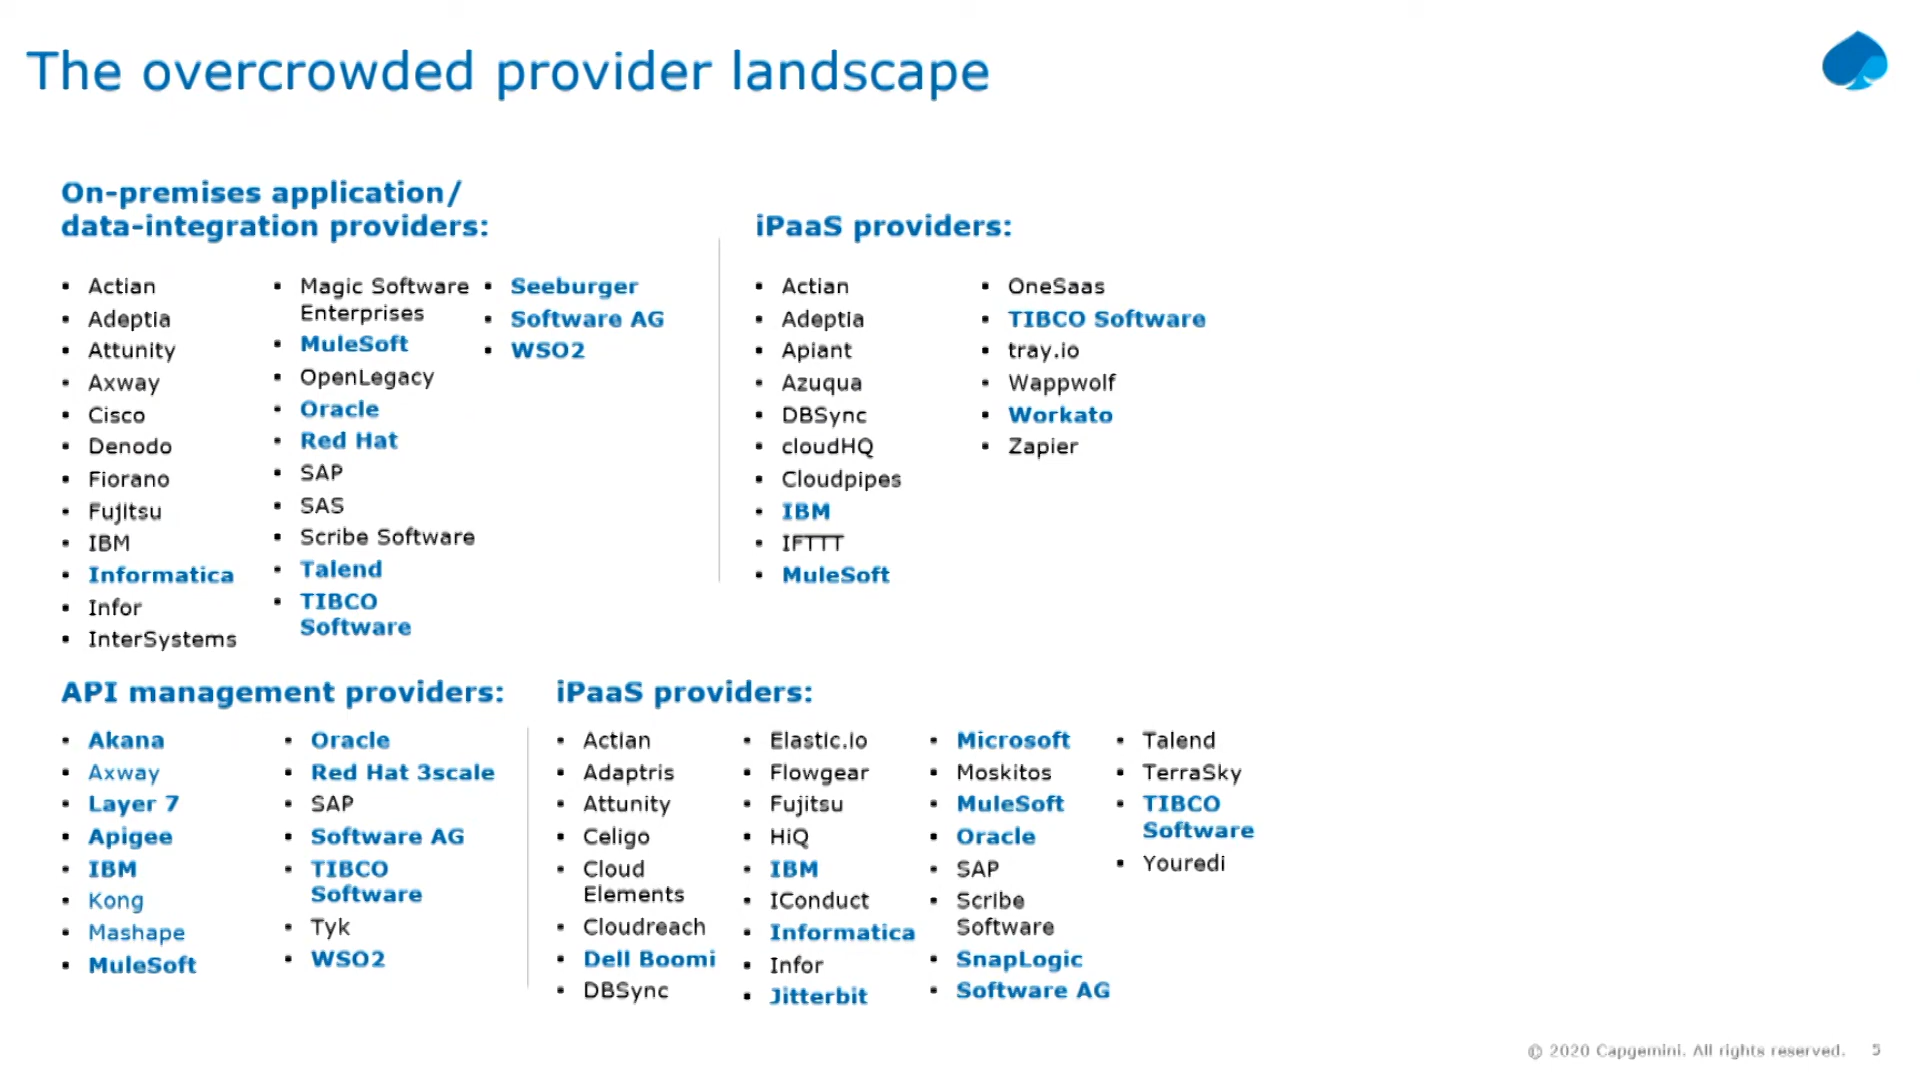 The overcrowded provider landscape
On-premises application/
data-integration providers:
▪ Actian
▪ Adeptia
▪ Attunity
▪ Axway
▪ Cisco
▪ Denodo
▪ Fiorano
▪ Fujitsu
▪ IBM
▪ Informatica
▪ Infor
▪ InterSystems
▪ Magic Software
Enterprises
▪ MuleSoft
▪ OpenLegacy
▪ Oracle
▪ Red Hat
▪ SAP
▪ SAS
▪ Scribe Software
▪ Talend
▪ TIBCO
Software
▪ Seeburger
▪ Software AG
▪ WSO2
iPaaS providers:
▪ Actian
▪ Adeptia
▪ Apiant
▪ Azuqua
▪ DBSync
▪ cloudHQ
▪ Cloudpipes
▪ IBM
▪ IFTTT
▪ MuleSoft
▪ OneSaas
▪ TIBCO Software
▪ tray.io
▪ Wappwolf
▪ Workato
▪ Zapier
API management providers:
▪ Akana
▪ Axway
▪ Layer 7
▪ Apigee
▪ IBM
▪ Kong
▪ Mashape
▪ MuleSoft
▪ Oracle
▪ Red Hat 3scale
▪ SAP
▪ Software AG
▪ TIBCO
Software
▪ Tyk
▪ WSO2
iPaaS providers:
▪ Actian
▪ Adaptris
▪ Attunity
▪ Celigo
▪ Cloud
Elements
▪ Cloudreach
▪ Dell Boomi
▪ DBSync
▪ Elastic.io
▪ Flowgear
▪ Fujitsu
▪ HiQ
▪ IBM
▪ IConduct
▪ Informatica
▪ Infor
▪ Jitterbit
▪ Microsoft
▪ Moskitos
▪ MuleSoft
▪ Oracle
▪ SAP
▪ Scribe
Software
▪ SnapLogic
▪ Software AG
▪ Talend
▪ TerraSky
▪ TIBCO
Software
▪ Youredi
© 2020 Capgemini. All rights reserved. 5